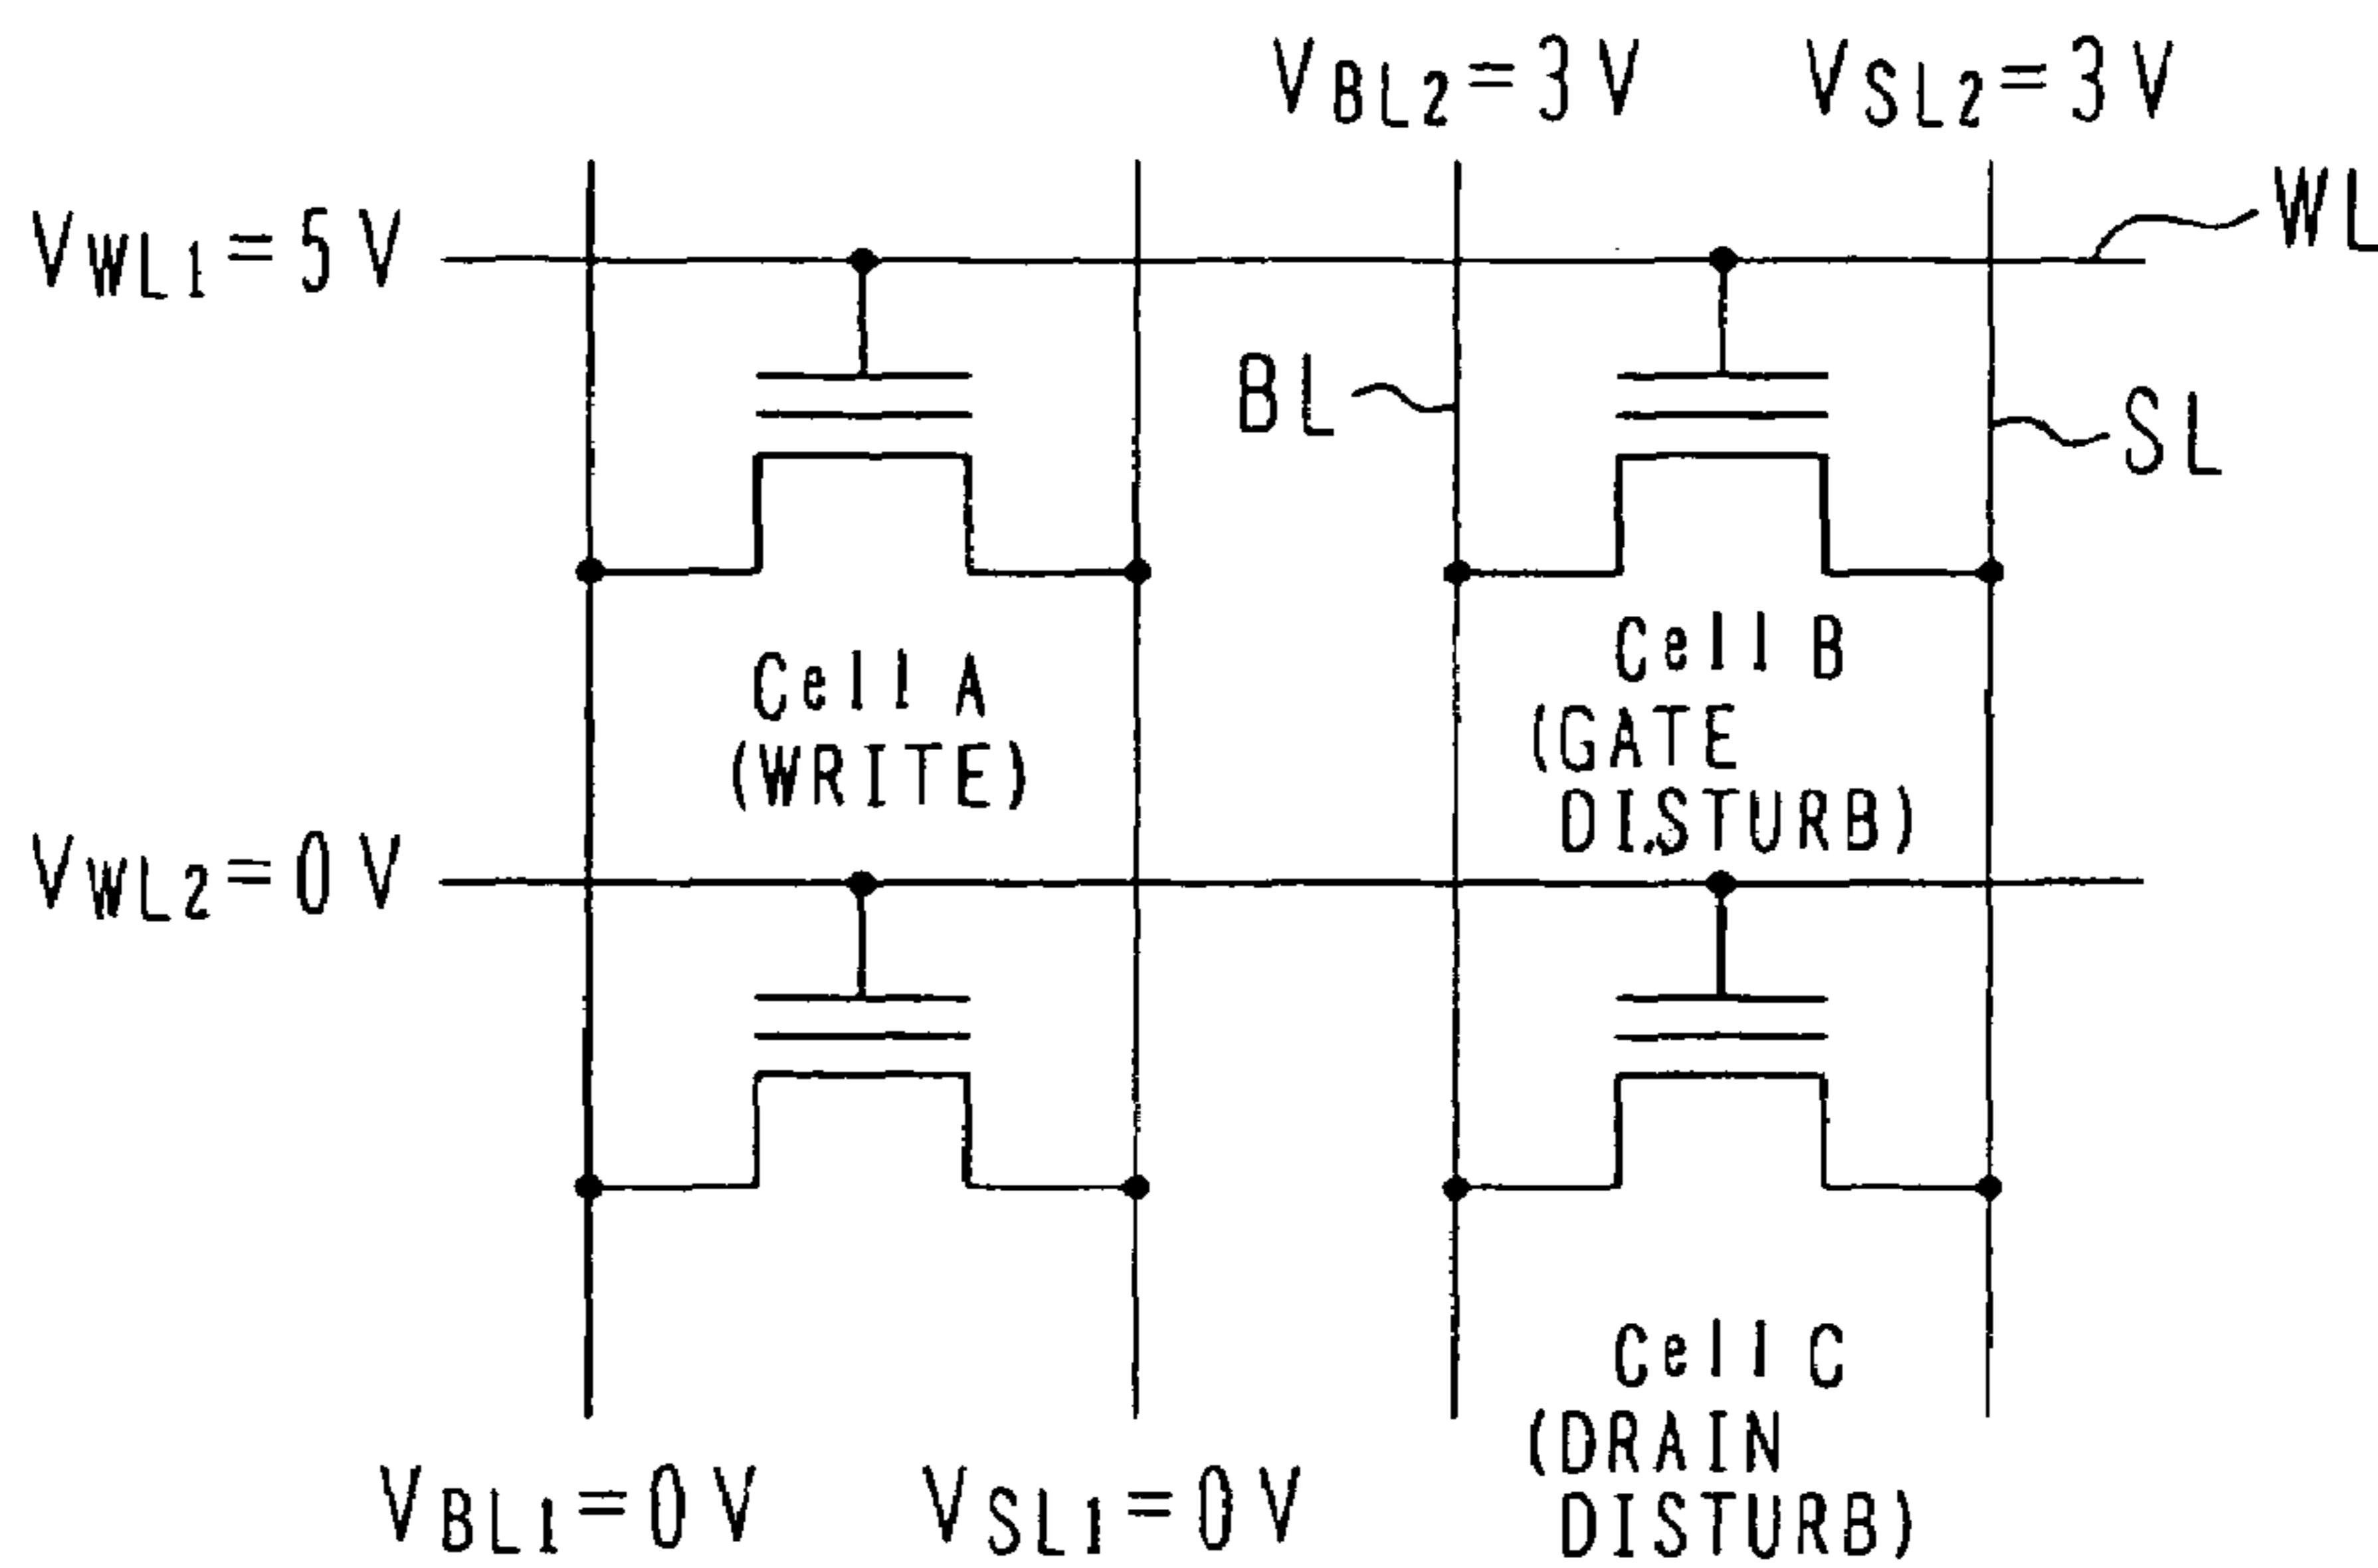 VBL2=3V VSL2=3V
WL
VWL1=5V
BL
SL
Cell A
(WRITE)
Cell B
(GATE
DISTURB)
VWL2=0V
Cell C
(DRAIN
DISTURB)
VBL1=0V VSL1=0V